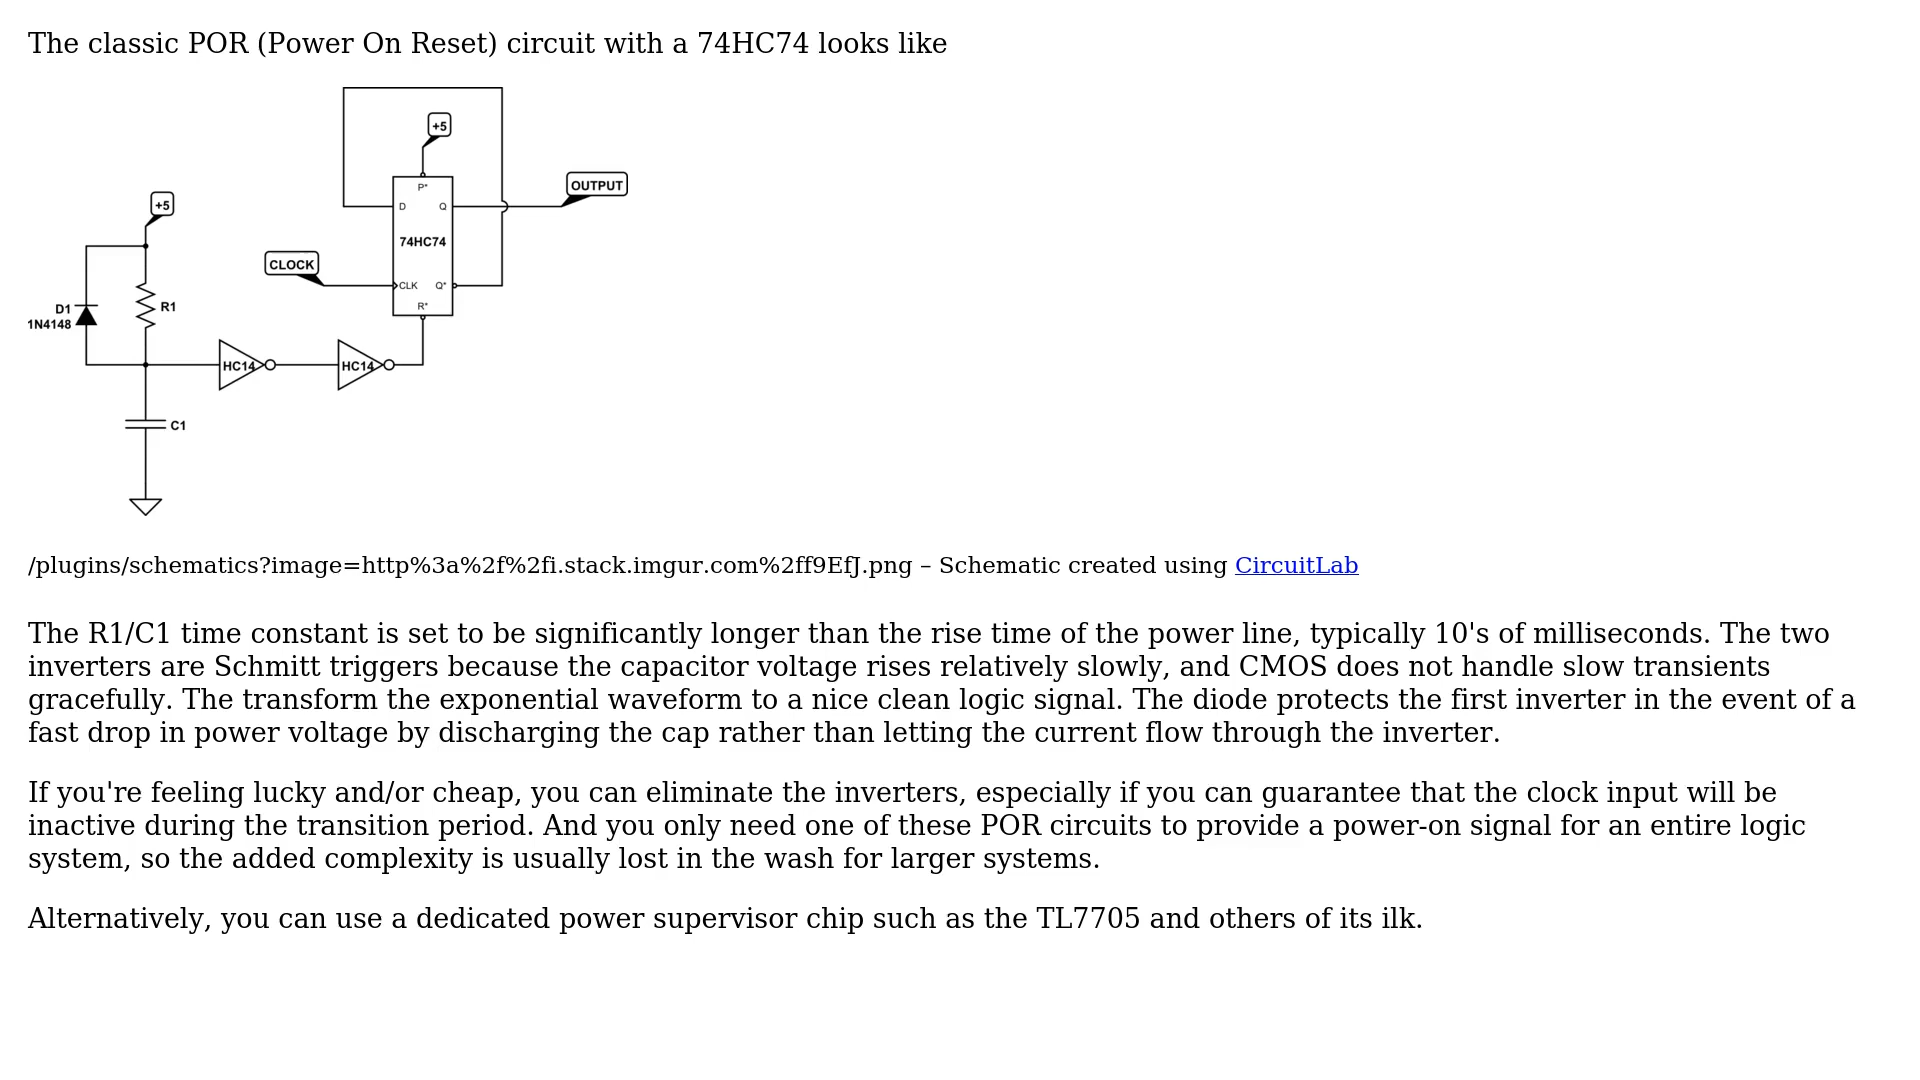 The classic POR (Power On Reset) circuit with a 74HC74 looks like
+5
P*
OUTPUT
D Q
+5
74HC74
CLOCK
CLK Q*
R*
D1
1N4148
R1
HC14
HC14
C1
/plugins/schematics?image=http%3a%2f%2fi.stack.imgur.com%2ff9EfJ.png – Schematic created using CircuitLab
The R1/C1 time constant is set to be significantly longer than the rise time of the power line, typically 10's of milliseconds. The two
inverters are Schmitt triggers because the capacitor voltage rises relatively slowly, and CMOS does not handle slow transients
gracefully. The transform the exponential waveform to a nice clean logic signal. The diode protects the first inverter in the event of a
fast drop in power voltage by discharging the cap rather than letting the current flow through the inverter.
If you're feeling lucky and/or cheap, you can eliminate the inverters, especially if you can guarantee that the clock input will be
inactive during the transition period. And you only need one of these POR circuits to provide a power-on signal for an entire logic
system, so the added complexity is usually lost in the wash for larger systems.
Alternatively, you can use a dedicated power supervisor chip such as the TL7705 and others of its ilk.